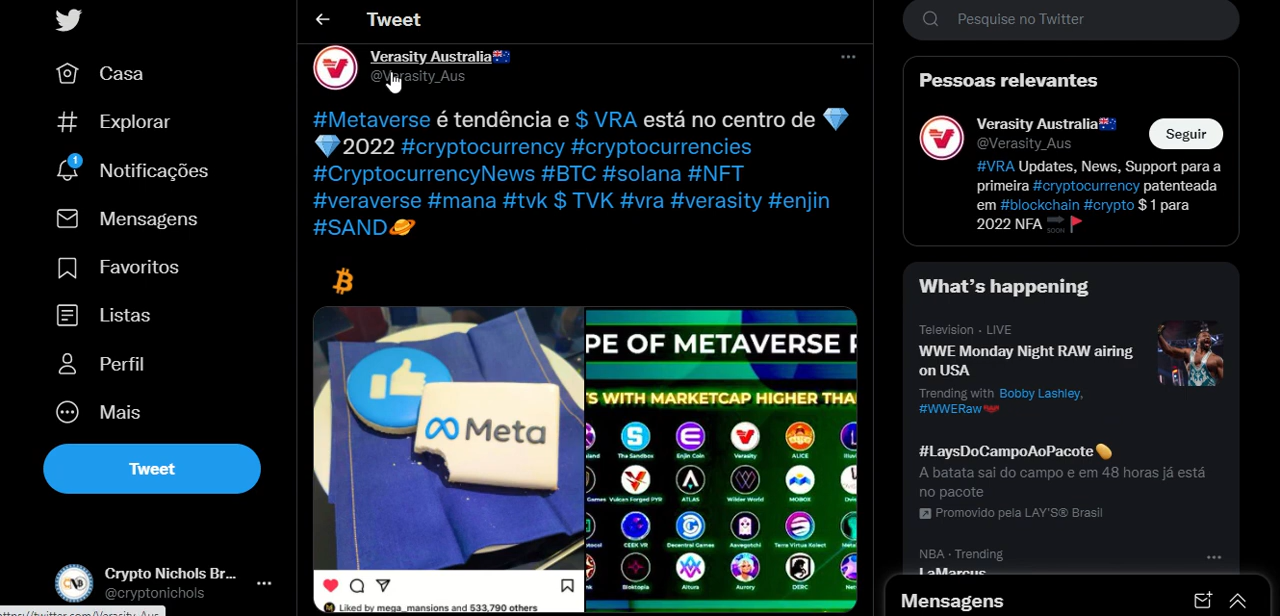 Tweet
Pesquise no Twitter
Casa
Explorar
1
Notificações
Mensagens
Favoritos
Listas
Perfil
Mais
Tweet
Crypto Nichols Br...
@cryptonichols
Verasity Australia🇦🇺
@Verasity_Aus
#Metaverse é tendência e $ VRA está no centro de 💎
💎2022 #cryptocurrency #cryptocurrencies
#CryptocurrencyNews #BTC #solana #NFT
#veraverse #mana #tvk $ TVK #vra #verasity #enjin
#SAND🪐
Meta
Liked by mega_mansions and 533,790 others
PE OF METAVERSE
S WITH MARKETCAP HIGHER THA
The Sandbox Enjin Coin Verasity ALICE
Games Vulcan Forged PYR ATLAS Wilder World MOBOX
CEEK VR Decentral Games Aavegotchi Terra Virtua Kolect
Bloktopia Altura Aurory DERC
Pessoas relevantes
Verasity Australia🇦🇺
@Verasity_Aus
Seguir
#VRA Updates, News, Support para a
primeira #cryptocurrency patenteada
em #blockchain #crypto $ 1 para
2022 NFA 🔜 🚩
What's happening
Television · LIVE
WWE Monday Night RAW airing
on USA
Trending with Bobby Lashley,
#WWERaw
#LaysDoCampoAoPacote🥔
A batata sai do campo e em 48 horas já está
no pacote
Promovido pela LAY'S® Brasil
NBA · Trending
LaMarcus
Mensagens